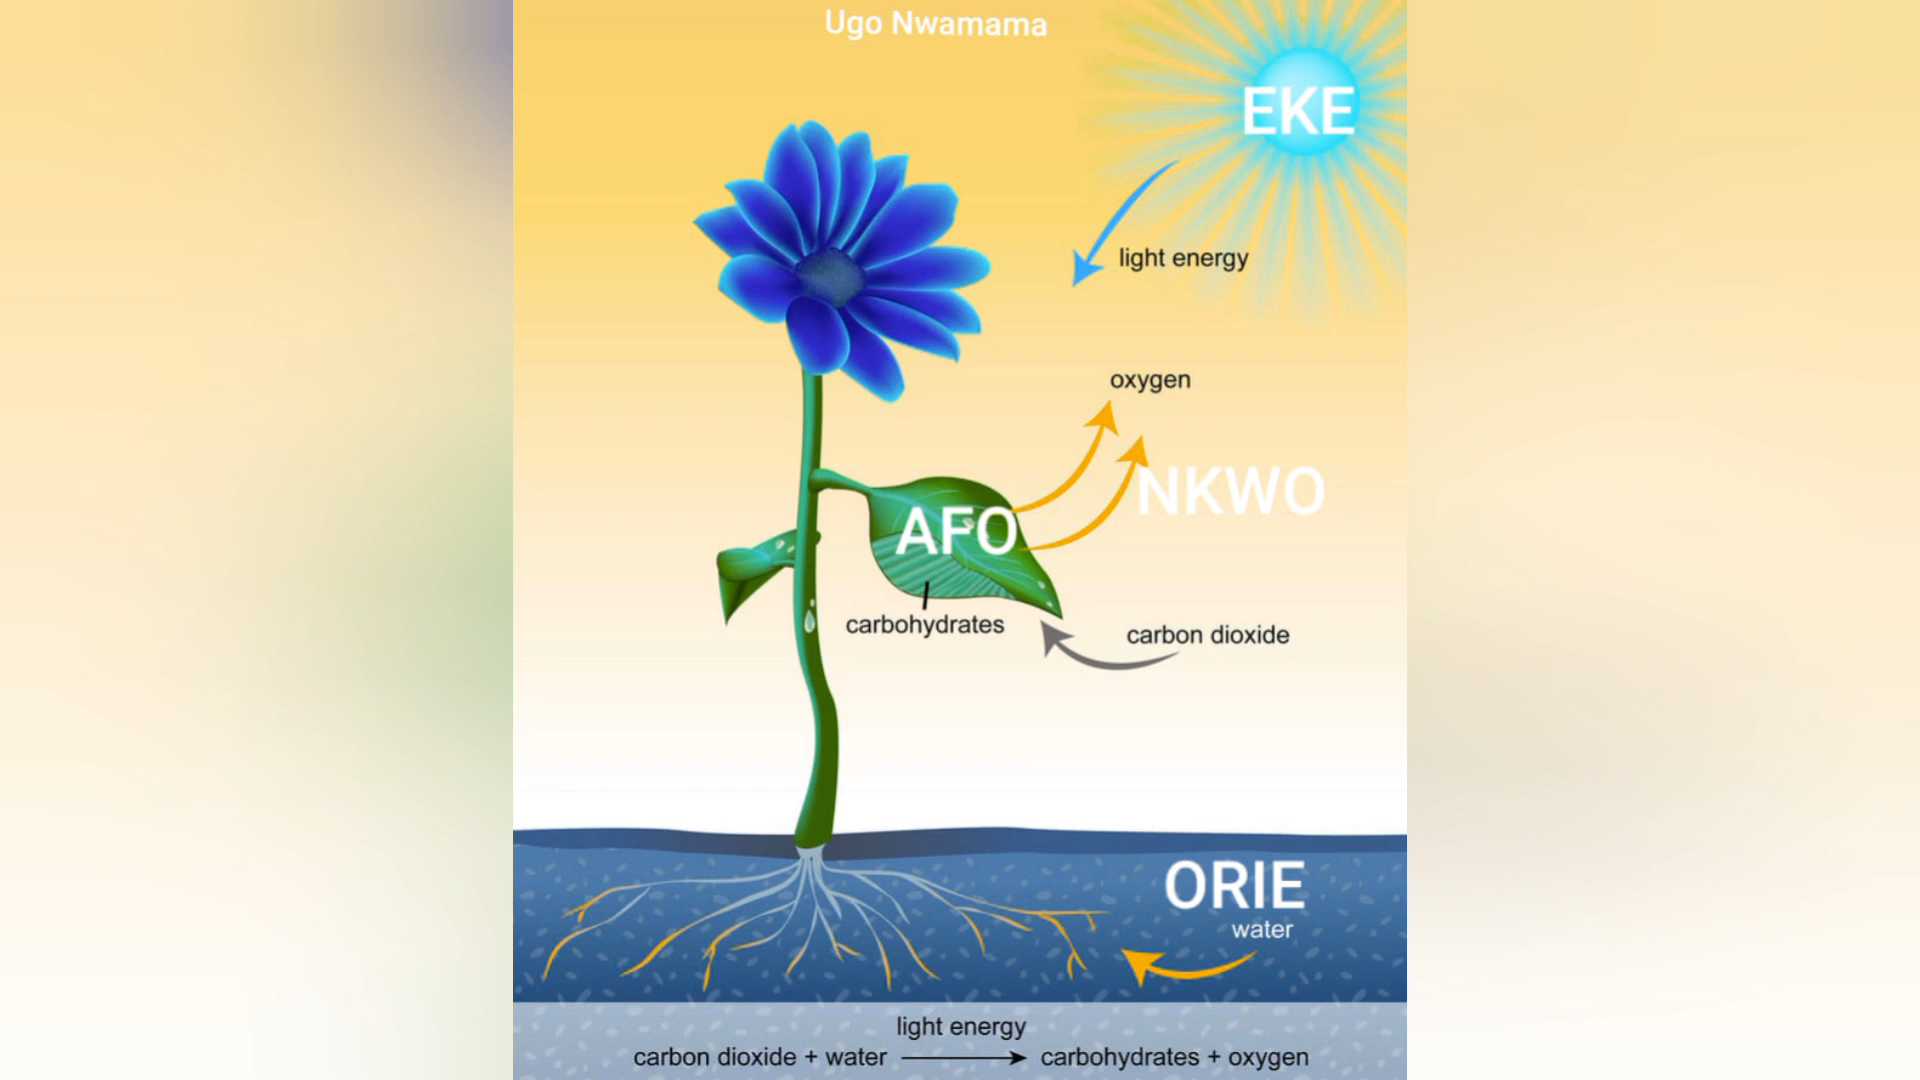 Ugo Nwamama
EKE
light energy
oxygen
NKWO
AFO
carbohydrates
carbon dioxide
ORIE
water
light energy
carbon dioxide + water → carbohydrates + oxygen